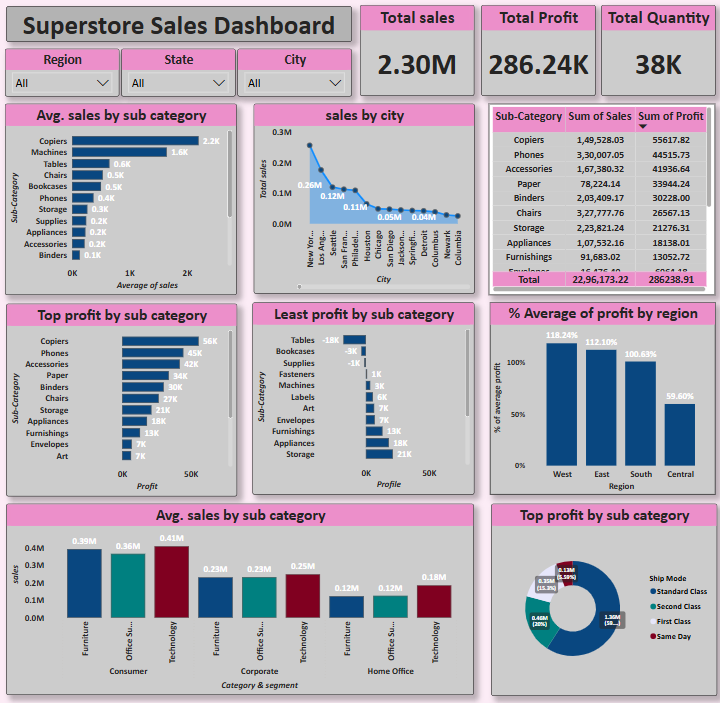 Superstore Sales Dashboard
Total sales
2.30M
Total Profit
286.24K
Total Quantity
38K
Region
All
State
All
City
All
Avg. sales by sub category
Sub-Category
Copiers 2.2K
Machines 1.6K
Tables 0.6K
Chairs 0.5K
Bookcases 0.5K
Phones 0.4K
Storage 0.3K
Supplies 0.2K
Appliances 0.2K
Accessories 0.2K
Binders 0.1K
0K 1K 2K
Average of sales
sales by city
Total sales
0.3M
0.2M
0.1M
0.0M
0.26M
0.12M
0.11M
0.05M
0.04M
New Yor...
Los Ang...
Seattle
San Fran...
Philadel...
Houston
Chicago
San Diego
Jackson...
Springfi...
Detroit
Columbus
Newark
Columbia
City
Sub-Category Sum of Sales Sum of Profit
Copiers 1,49,528.03 55617.82
Phones 3,30,007.05 44515.73
Accessories 1,67,380.32 41936.64
Paper 78,224.14 33944.24
Binders 2,03,409.17 30228.00
Chairs 3,27,777.76 26567.13
Storage 2,23,821.24 21276.31
Appliances 1,07,532.16 18138.01
Furnishings 91,683.02 13052.72
Envelopes 16,476.40 6964.18
Total 22,96,173.22 286238.91
Top profit by sub category
Sub-Category
Copiers 56K
Phones 45K
Accessories 42K
Paper 34K
Binders 30K
Chairs 27K
Storage 21K
Appliances 18K
Furnishings 13K
Envelopes 7K
Art 7K
0K 50K
Profit
Least profit by sub category
Sub-Category
Tables -18K
Bookcases -3K
Supplies -1K
Fasteners 1K
Machines 3K
Labels 6K
Art 7K
Envelopes 7K
Furnishings 13K
Appliances 18K
Storage 21K
0K 50K
Profile
% Average of profit by region
% of average profit
100%
50%
0%
118.24%
112.10%
100.63%
59.60%
West East South Central
Region
Avg. sales by sub category
sales
0.4M
0.3M
0.2M
0.1M
0.0M
0.39M 0.36M 0.41M 0.23M 0.23M 0.25M 0.12M 0.12M 0.18M
Furniture
Office Su...
Technology
Furniture
Office Su...
Technology
Furniture
Office Su...
Technology
Consumer Corporate Home Office
Category & segment
Top profit by sub category
0.13M
(5.59%)
0.35M
(15.3%)
0.46M
(20%)
1.36M
(59....)
Ship Mode
Standard Class
Second Class
First Class
Same Day